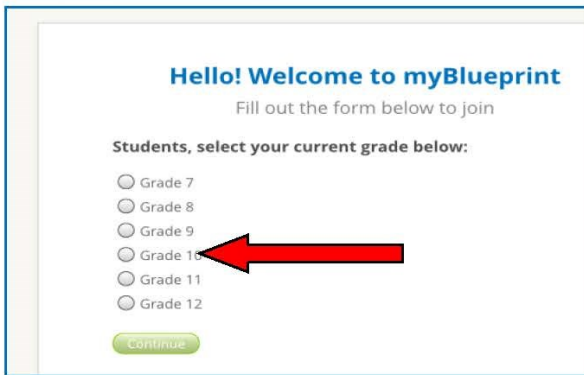 Hello! Welcome to myBlueprint
Fill out the form below to join
Students, select your current grade below:
Grade 7
Grade 8
Grade 9
Grade 10
Grade 11
Grade 12
Continue